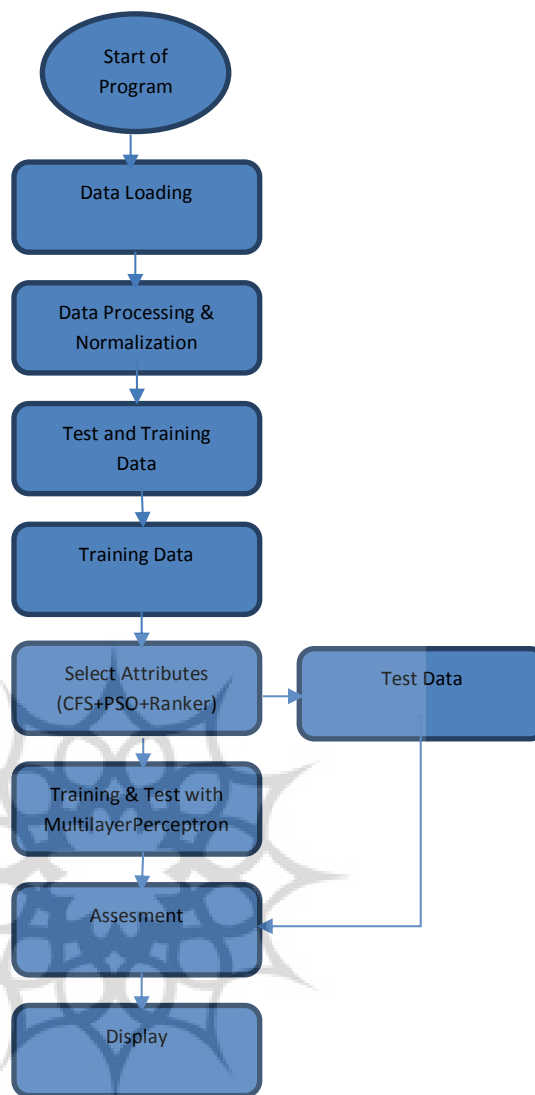 Start of
Program
Data Loading
Data Processing &
Normalization
Test and Training
Data
Training Data
Select Attributes
(CFS+PSO+Ranker)
Test Data
Training & Test with
MultilayerPerceptron
Assesment
Display